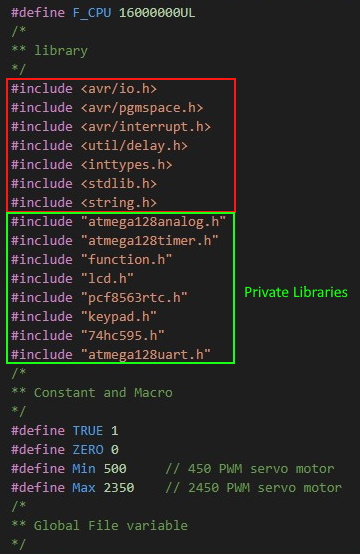 #define F_CPU 16000000UL
/*
** library
*/
#include <avr/io.h>
#include <avr/pgmspace.h>
#include <avr/interrupt.h>
#include <util/delay.h>
#include <inttypes.h>
#include <stdlib.h>
#include <string.h>
#include "atmega128analog.h"
#include "atmega128timer.h"
#include "function.h"
#include "lcd.h"
#include "pcf8563rtc.h"
Private Libraries
#include "keypad.h"
#include "74hc595.h"
#include "atmega128uart.h"
/*
** Constant and Macro
*/
#define TRUE 1
#define ZERO 0
#define Min 500     // 450 PWM servo motor
#define Max 2350    // 2450 PWM servo motor
/*
** Global File variable
*/